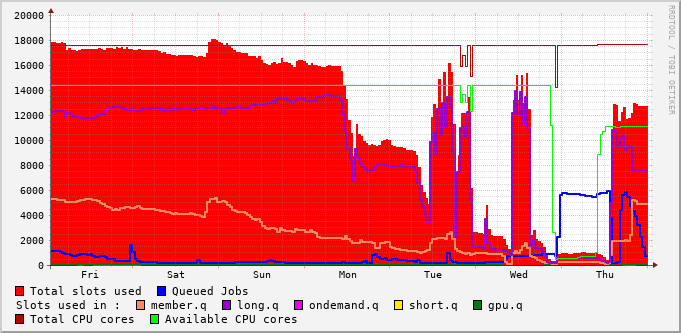 20000
18000
16000
14000
12000
10000
8000
6000
4000
2000
0
Fri Sat Sun Mon Tue Wed Thu
RRDTOOL / TOBI OETIKER
Total slots used Queued Jobs
Slots used in : member.q long.q ondemand.q short.q gpu.q
Total CPU cores Available CPU cores